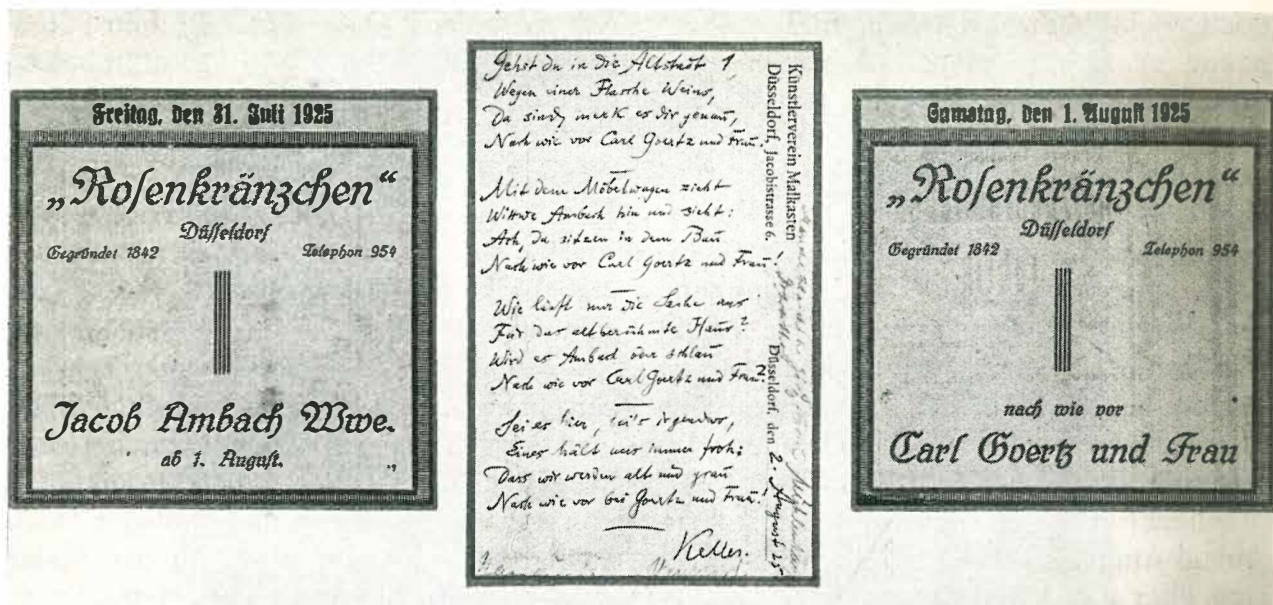 Freitag, den 31. Juli 1925
„Rosenkränzchen“
Düsseldorf
Gegründet 1842
Telephon 954
Jacob Ambach Wwe.
ab 1. August.
Gehst du in die Altstadt 1,
Wegen einer Flasche Weins,
Da sind, merk es dir genau,
Nach wie vor Carl Goertz und Frau.
Mit dem Möbelwagen zieht
Wittwe Ambach hin und sieht:
Ach, da sitzen in dem Bau
Nach wie vor Carl Goertz und Frau!
Wie läuft nur die Sache aus
Für das altberühmte Haus?
Wird es Ambach oder schlau
Nach wie vor Carl Goertz und Frau?
Sei es hier, sei's irgendwo,
Eines hält uns immer froh:
Dass wir werden alt und grau
Nach wie vor bei Goertz und Frau!
Keller.
Künstlerverein Malkasten
Düsseldorf, Jacobistrasse 6.
Düsseldorf, den 2. August 25
Samstag, den 1. August 1925
„Rosenkränzchen“
Düsseldorf
Gegründet 1842
Telephon 954
nach wie vor
Carl Goertz und Frau